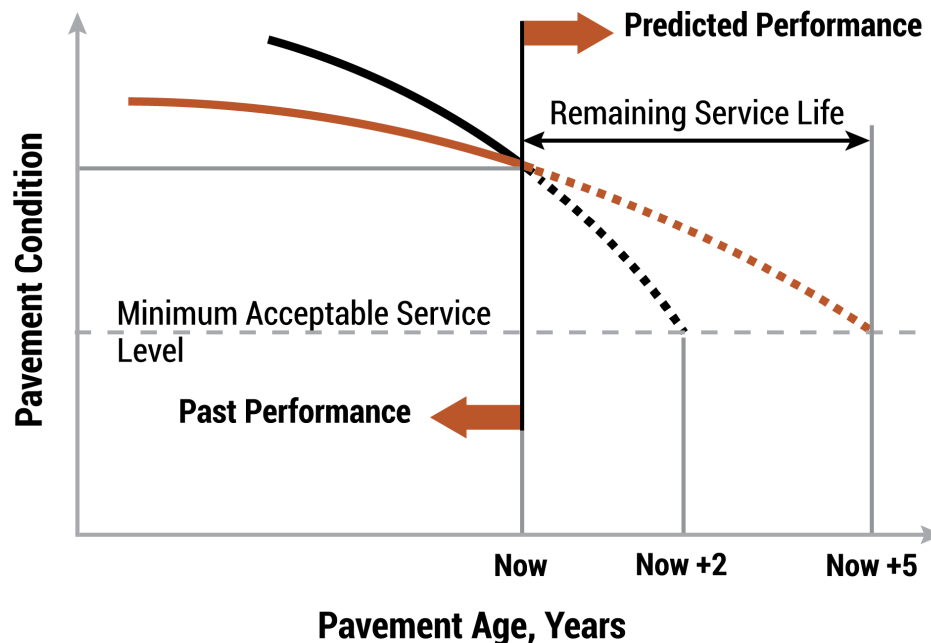 Predicted Performance
Remaining Service Life
Pavement Condition
Minimum Acceptable Service
Level
Past Performance
Now
Now +2
Now +5
Pavement Age, Years